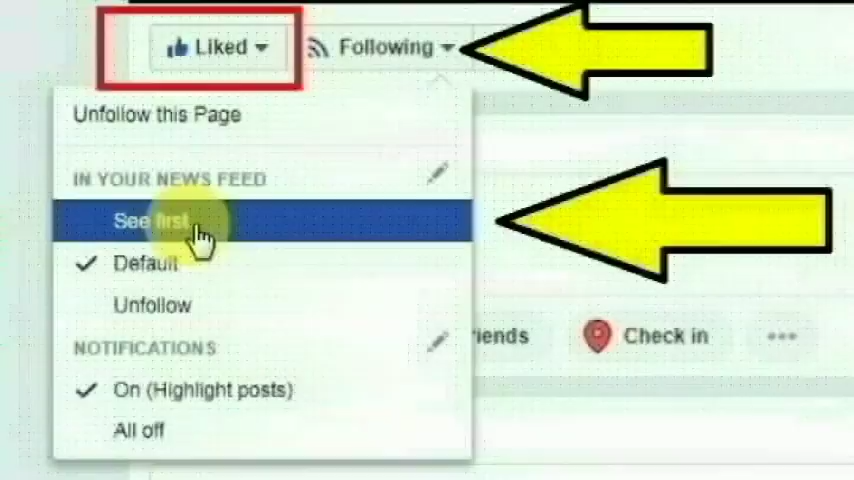 Liked Following
Unfollow this Page
IN YOUR NEWS FEED
See first
Default
Unfollow
riends Check in
NOTIFICATIONS
On (Highlight posts)
All off